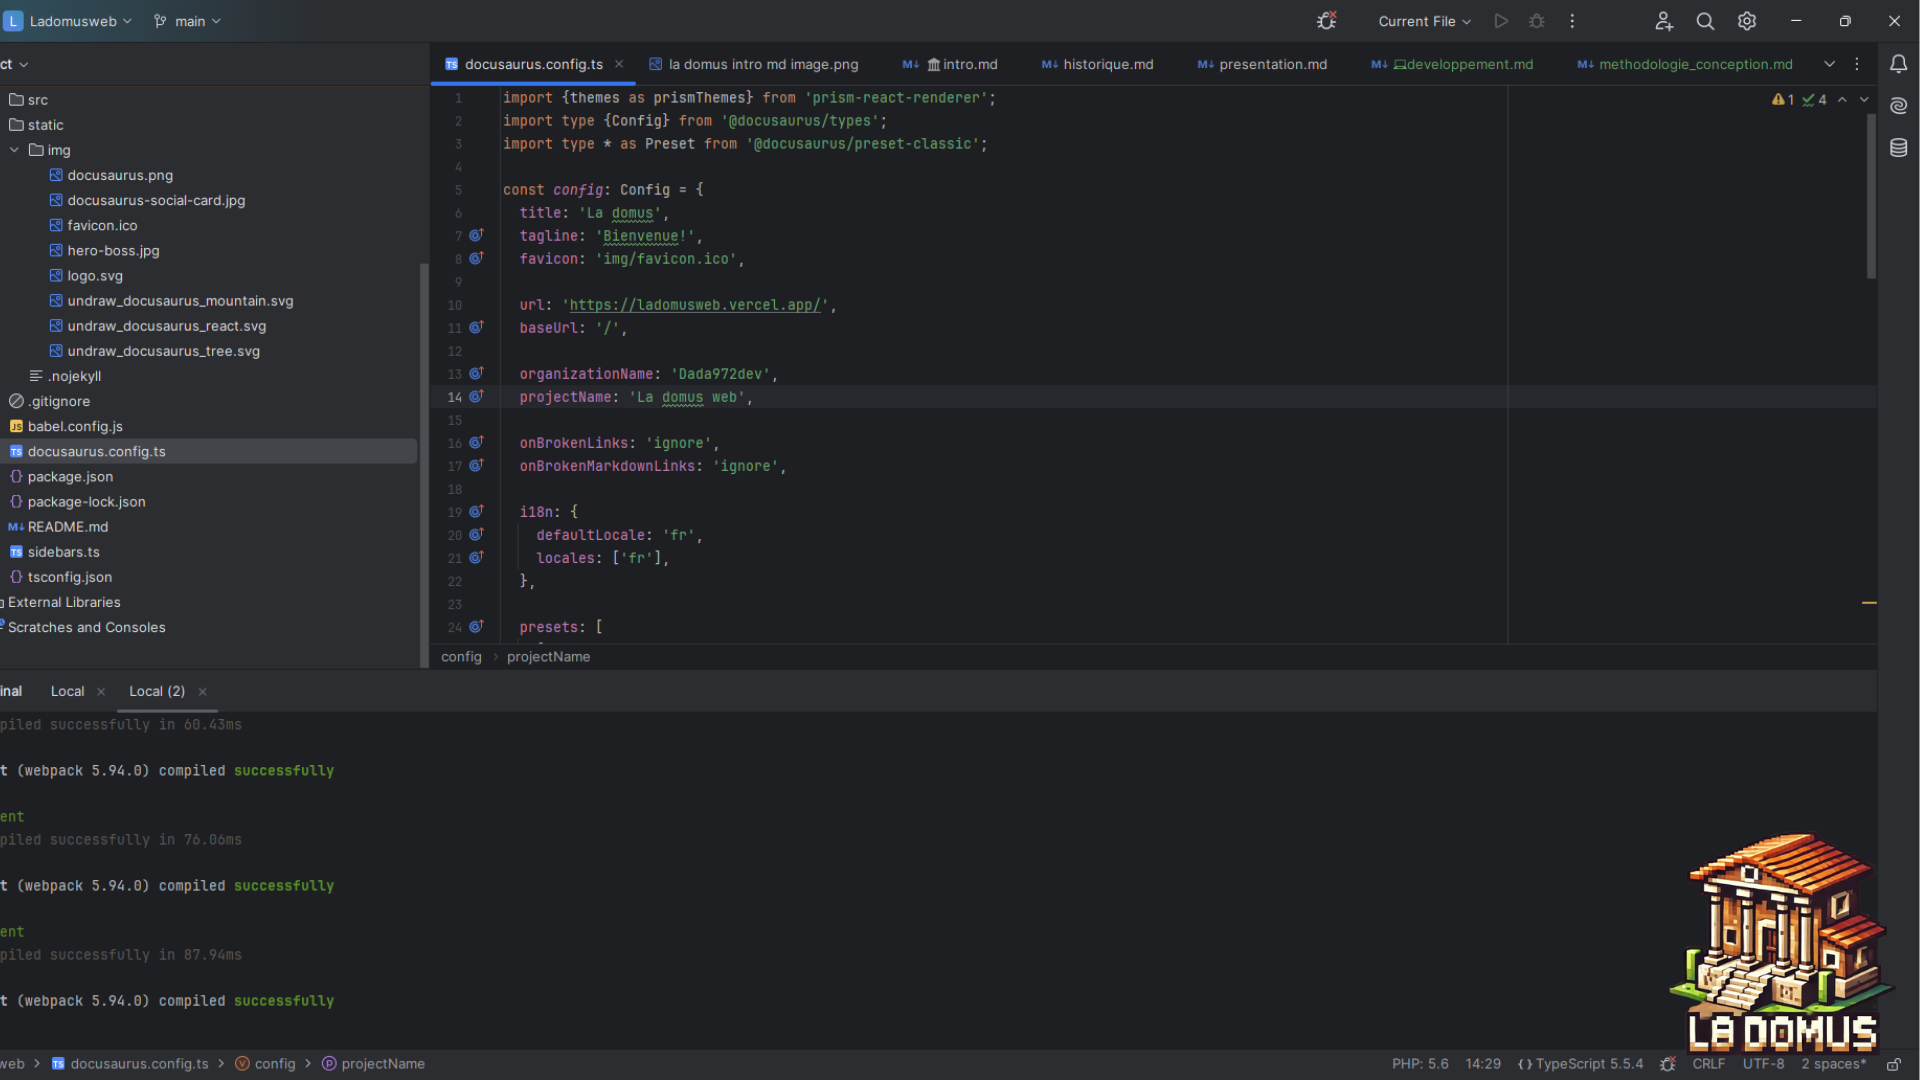 L Ladomusweb main Current File
ct
docusaurus.config.ts la domus intro md image.png M↓ intro.md M↓ historique.md M↓ presentation.md M↓ developpement.md M↓ methodologie_conception.md
src
static
img
docusaurus.png
docusaurus-social-card.jpg
favicon.ico
hero-boss.jpg
logo.svg
undraw_docusaurus_mountain.svg
undraw_docusaurus_react.svg
undraw_docusaurus_tree.svg
.nojekyll
.gitignore
JS babel.config.js
TS docusaurus.config.ts
{} package.json
{} package-lock.json
M↓ README.md
TS sidebars.ts
{} tsconfig.json
External Libraries
Scratches and Consoles
1 import {themes as prismThemes} from 'prism-react-renderer'; 1 4
2 import type {Config} from '@docusaurus/types';
3 import type * as Preset from '@docusaurus/preset-classic';
4
5 const config: Config = {
6 title: 'La domus',
7 tagline: 'Bienvenue!',
8 favicon: 'img/favicon.ico',
9
10 url: 'https://ladomusweb.vercel.app/',
11 baseUrl: '/',
12
13 organizationName: 'Dada972dev',
14 projectName: 'La domus web',
15
16 onBrokenLinks: 'ignore',
17 onBrokenMarkdownLinks: 'ignore',
18
19 i18n: {
20 defaultLocale: 'fr',
21 locales: ['fr'],
22 },
23
24 presets: [
config › projectName
inal Local Local (2)
piled successfully in 60.43ms
t (webpack 5.94.0) compiled successfully
ent
piled successfully in 76.06ms
t (webpack 5.94.0) compiled successfully
ent
piled successfully in 87.94ms
t (webpack 5.94.0) compiled successfully
LA DOMUS
web > TS docusaurus.config.ts > config > projectName PHP: 5.6 14:29 {} TypeScript 5.5.4 CRLF UTF-8 2 spaces*